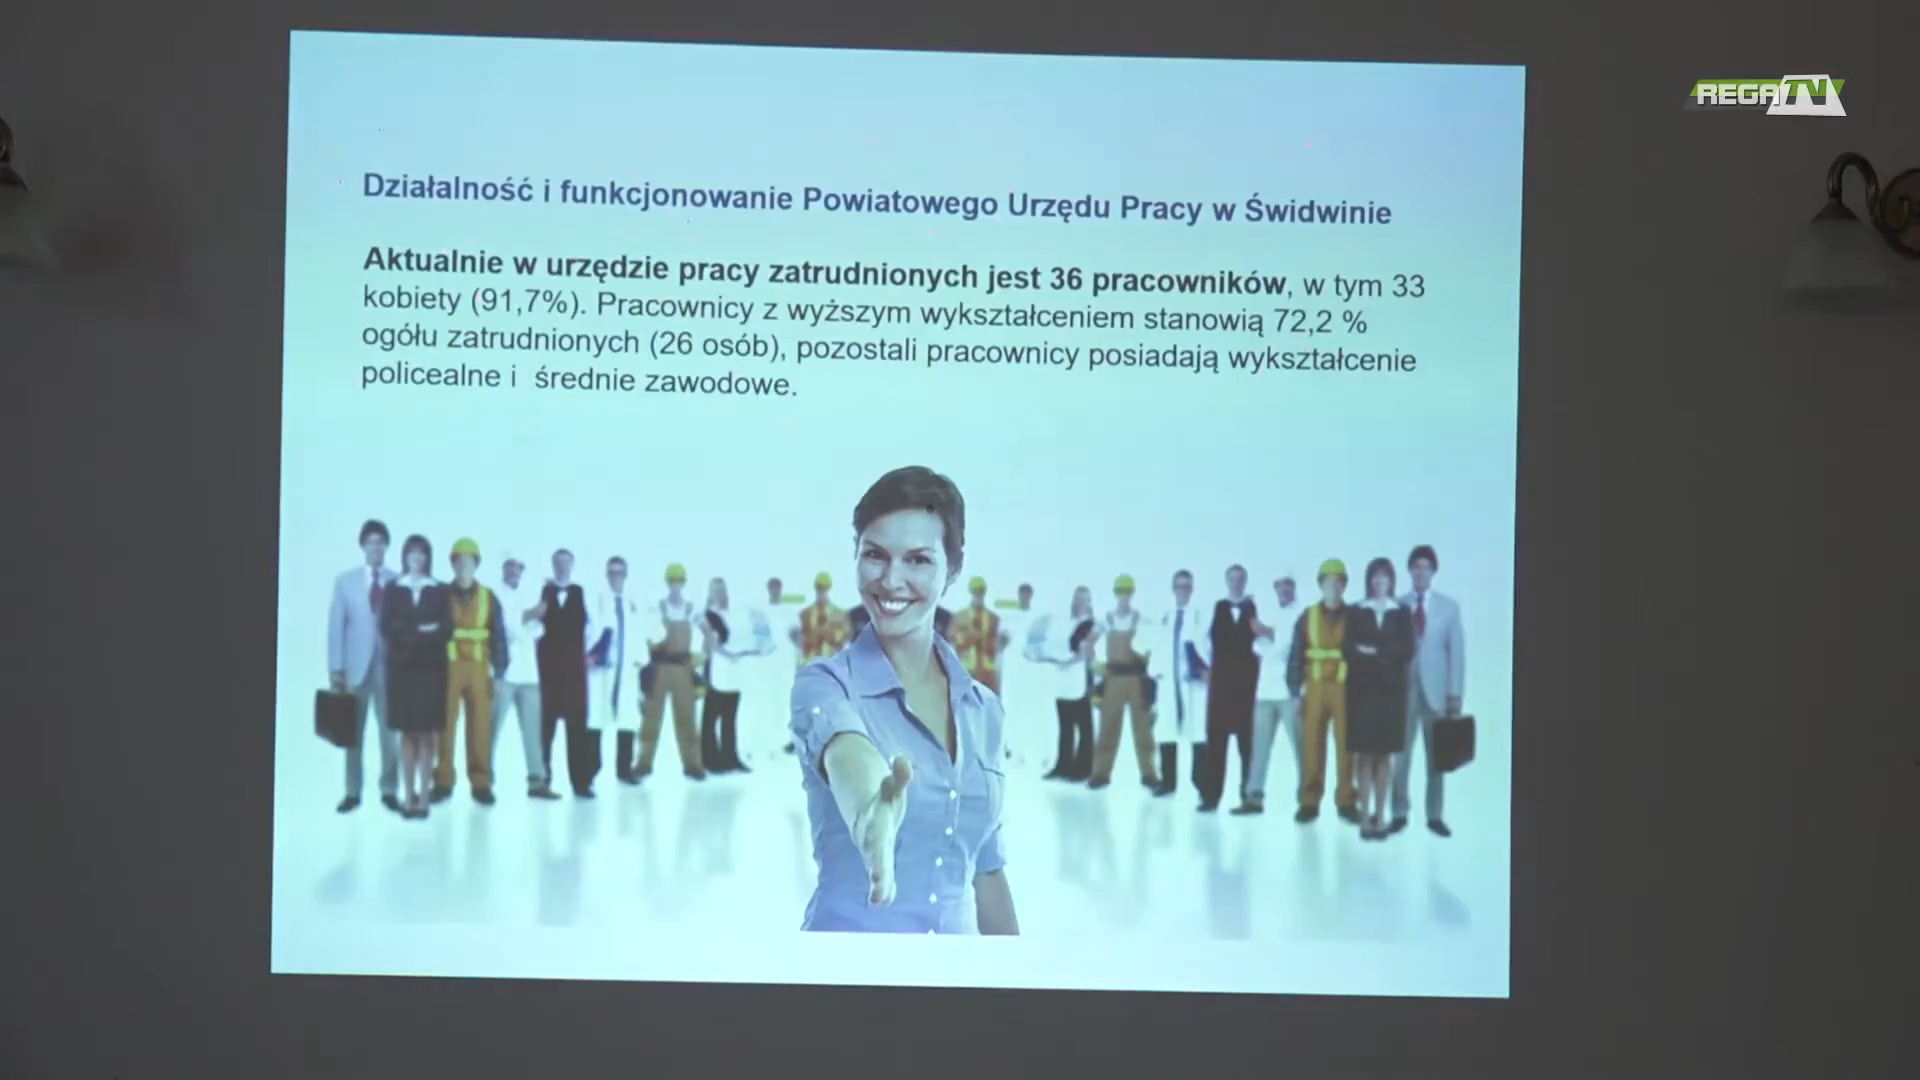 REGA TV
Działalność i funkcjonowanie Powiatowego Urzędu Pracy w Świdwinie
Aktualnie w urzędzie pracy zatrudnionych jest 36 pracowników, w tym 33
kobiety (91,7%). Pracownicy z wyższym wykształceniem stanowią 72,2 %
ogółu zatrudnionych (26 osób), pozostali pracownicy posiadają wykształcenie
policealne i  średnie zawodowe.